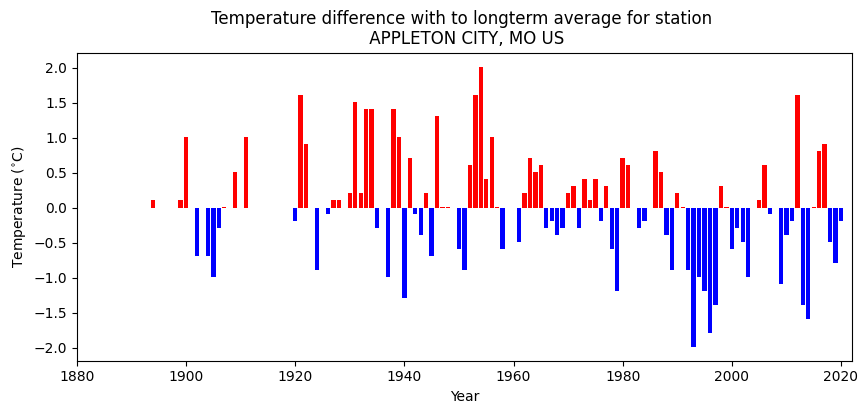 Temperature difference with to longterm average for station
APPLETON CITY, MO US
Temperature (°C)
2.0
1.5
1.0
0.5
0.0
−0.5
−1.0
−1.5
−2.0
1880 1900 1920 1940 1960 1980 2000 2020
Year